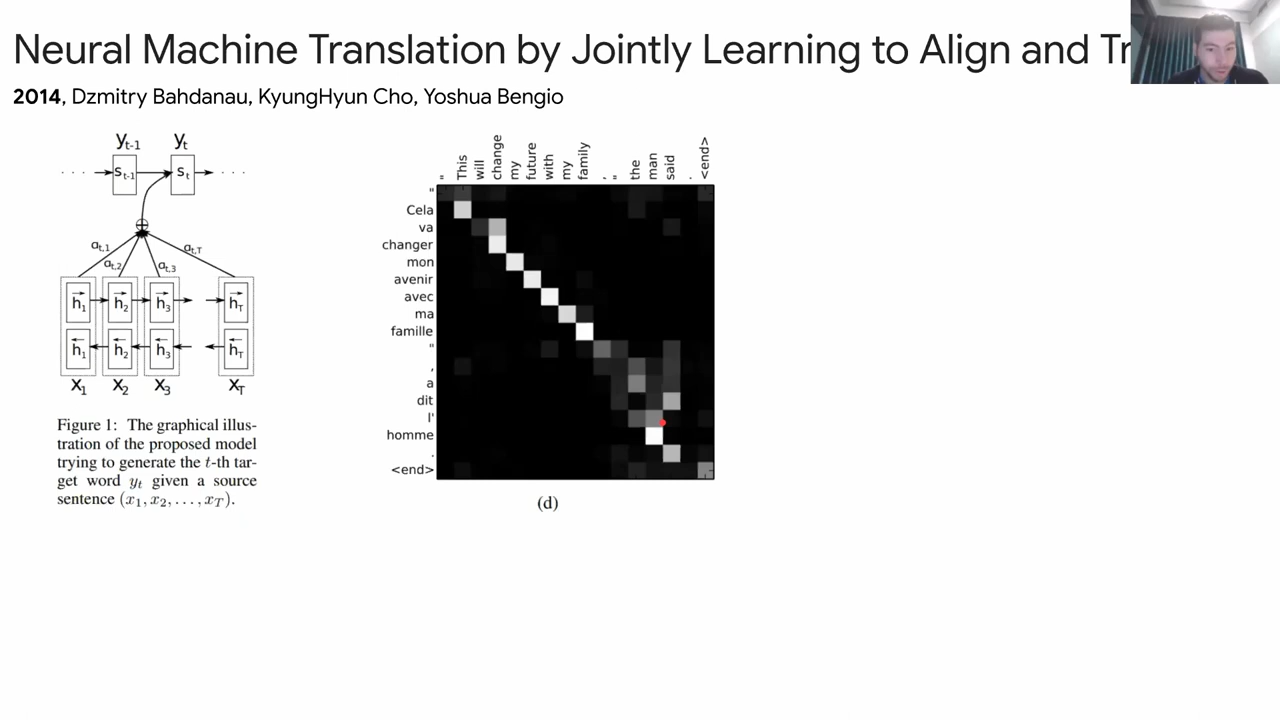 Neural Machine Translation by Jointly Learning to Align and Tr
2014, Dzmitry Bahdanau, KyungHyun Cho, Yoshua Bengio
yt-1 yt
. . . st-1 st . . .
αt,1 αt,2 αt,3 αt,T
h1 h2 h3 hT
h1 h2 h3 hT
x1 x2 x3 xT
Figure 1: The graphical illus-
tration of the proposed model
trying to generate the t-th tar-
get word yt given a source
sentence (x1, x2, . . . , xT).
" This will change my future with my family , " the man said . <end>
"
Cela
va
changer
mon
avenir
avec
ma
famille
"
,
a
dit
l'
homme
.
<end>
(d)